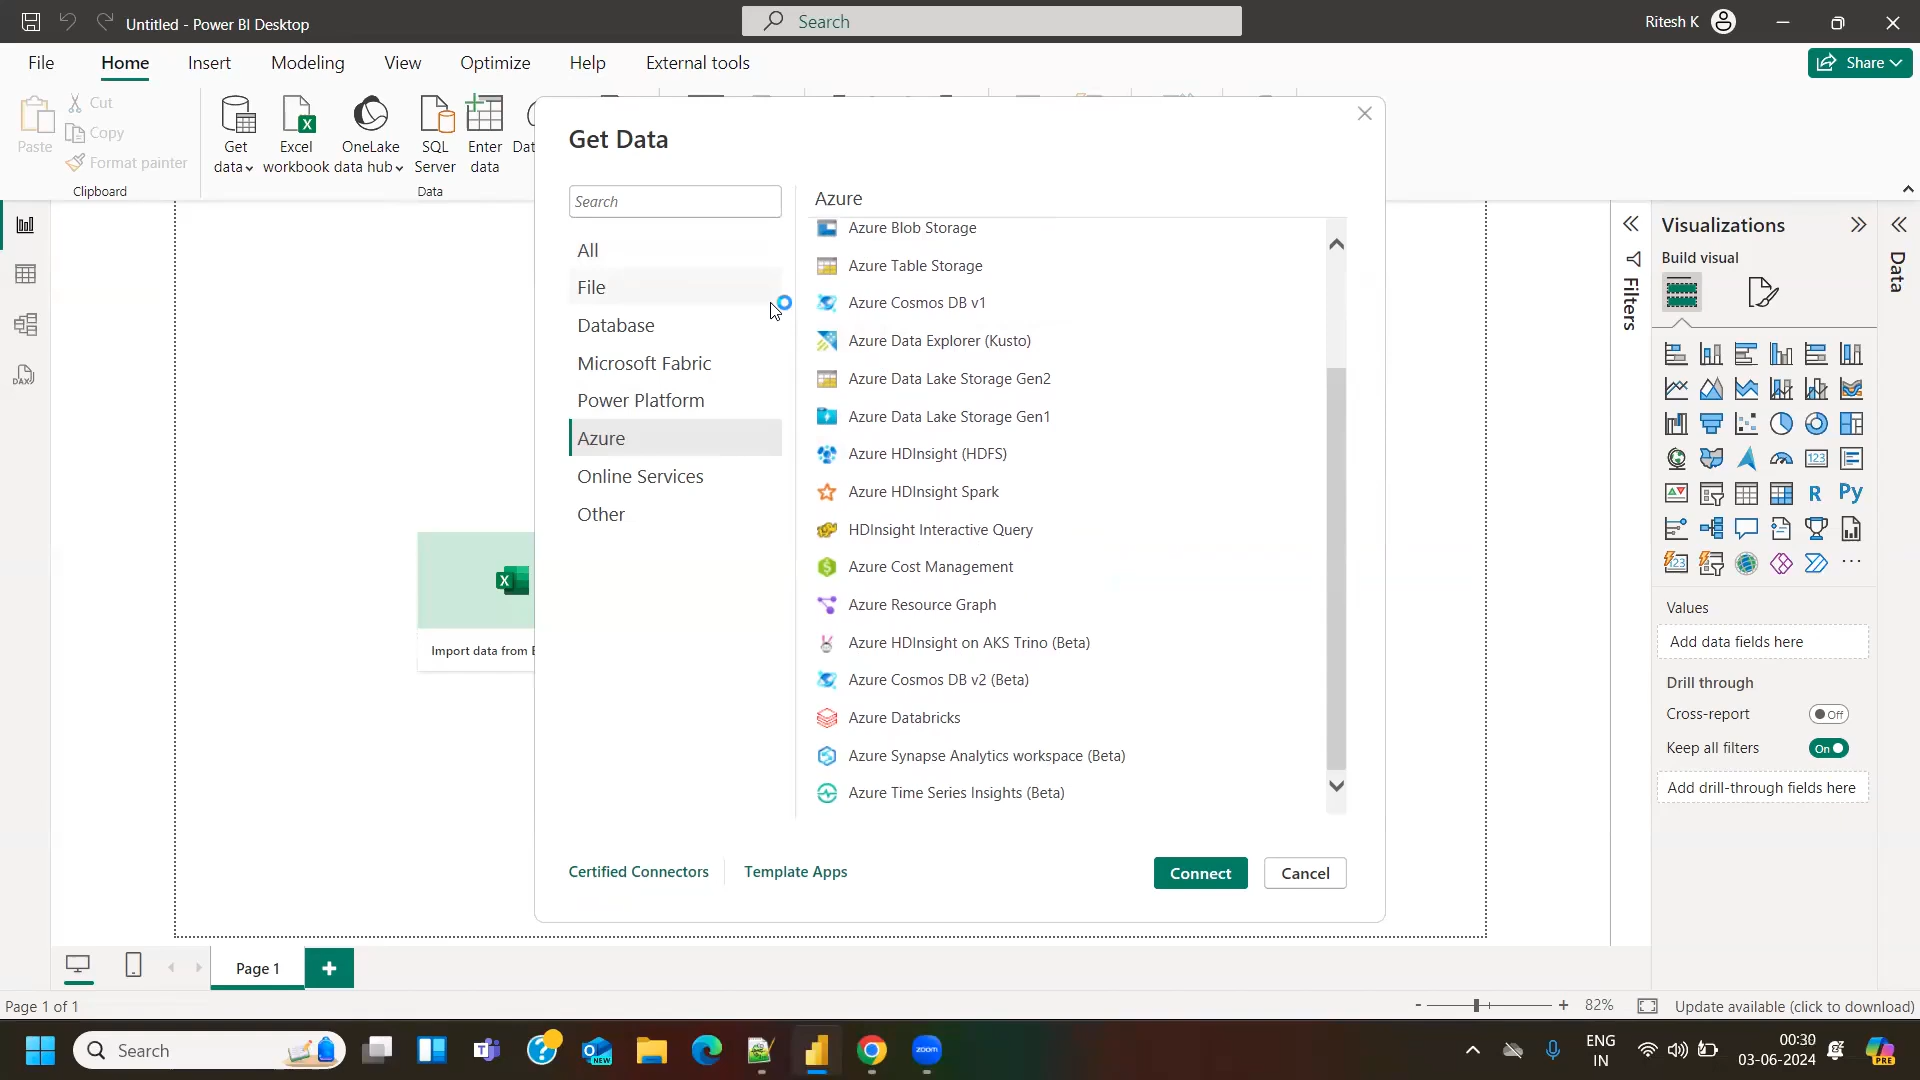 Untitled - Power BI Desktop
Search
Ritesh K
File
Home
Insert
Modeling
View
Optimize
Help
External tools
Share
Paste
Cut
Copy
Format painter
Clipboard
Get
data
Excel
workbook
OneLake
data hub
SQL
Server
Enter
data
Dat
Data
Get Data
Search
All
File
Database
Microsoft Fabric
Power Platform
Azure
Online Services
Other
Azure
Azure Blob Storage
Azure Table Storage
Azure Cosmos DB v1
Azure Data Explorer (Kusto)
Azure Data Lake Storage Gen2
Azure Data Lake Storage Gen1
Azure HDInsight (HDFS)
Azure HDInsight Spark
HDInsight Interactive Query
Azure Cost Management
Azure Resource Graph
Azure HDInsight on AKS Trino (Beta)
Azure Cosmos DB v2 (Beta)
Azure Databricks
Azure Synapse Analytics workspace (Beta)
Azure Time Series Insights (Beta)
Certified Connectors
Template Apps
Connect
Cancel
DAX
X
Import data from E
Filters
Visualizations
Build visual
123
R
Py
123
Values
Add data fields here
Drill through
Cross-report
Off
Keep all filters
On
Add drill-through fields here
Data
Page 1
Page 1 of 1
- + 82%
Update available (click to download)
Search
NEW
zoom
ENG
IN
00:30
03-06-2024
PRE